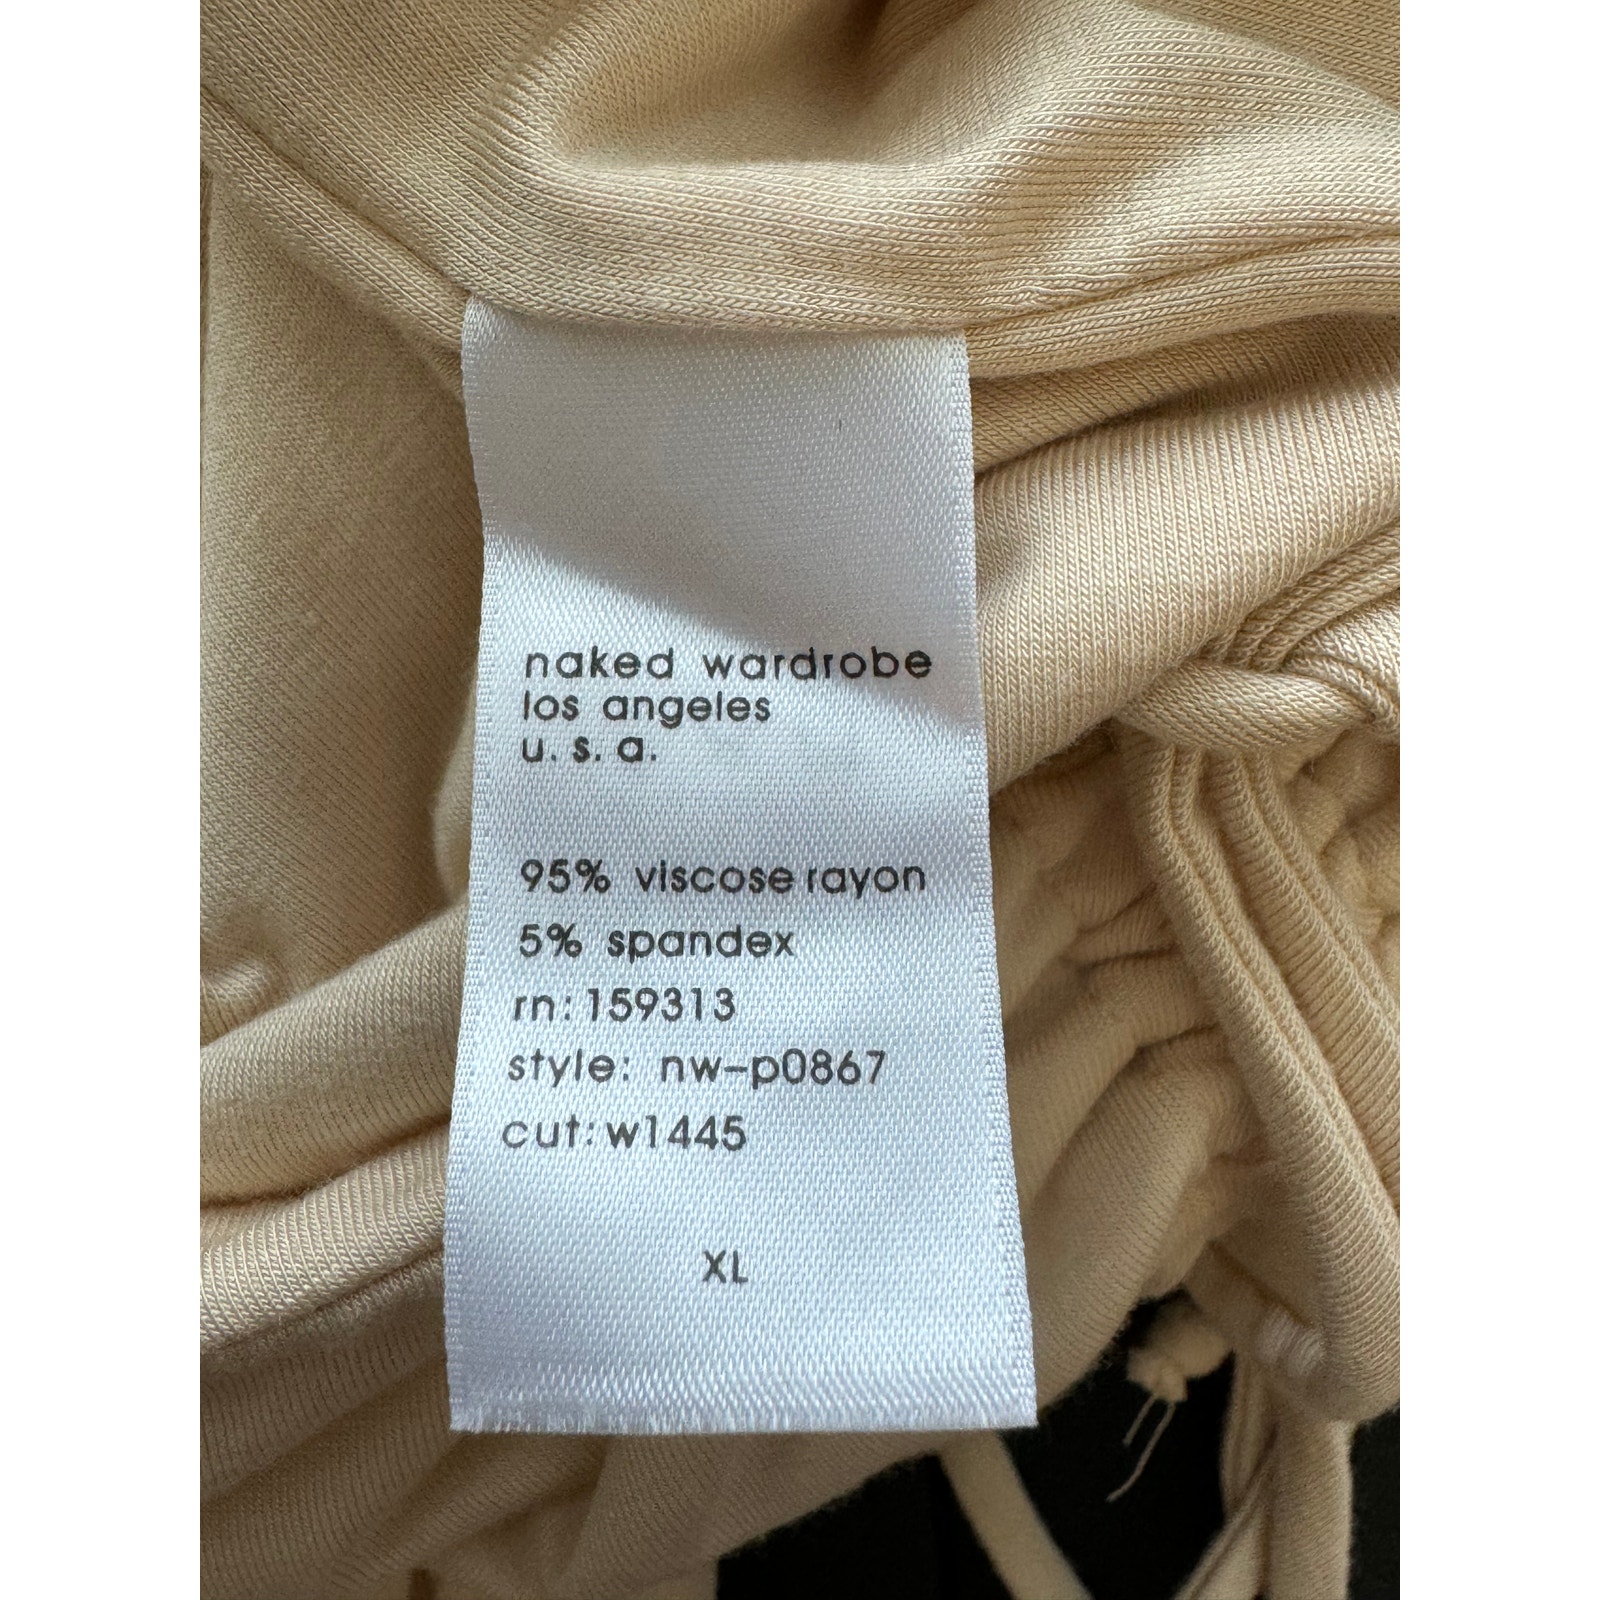 naked wardrobe
los angeles
u. s. a.
95% viscose rayon
5% spandex
rn: 159313
style: nw-p0867
cut: w1445
XL